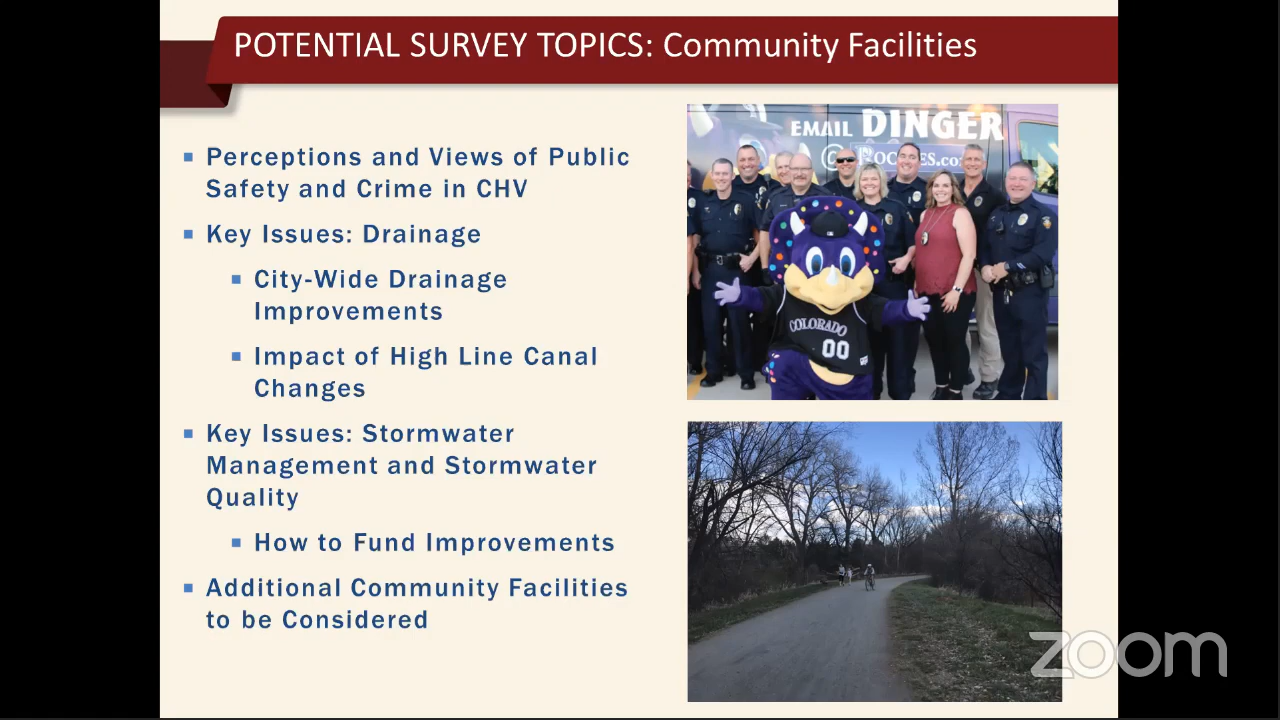 POTENTIAL SURVEY TOPICS: Community Facilities
Perceptions and Views of Public
Safety and Crime in CHV
Key Issues: Drainage
City-Wide Drainage
Improvements
Impact of High Line Canal
Changes
Key Issues: Stormwater
Management and Stormwater
Quality
How to Fund Improvements
Additional Community Facilities
to be Considered
EMAIL DINGER
COLORADO
00
zoom